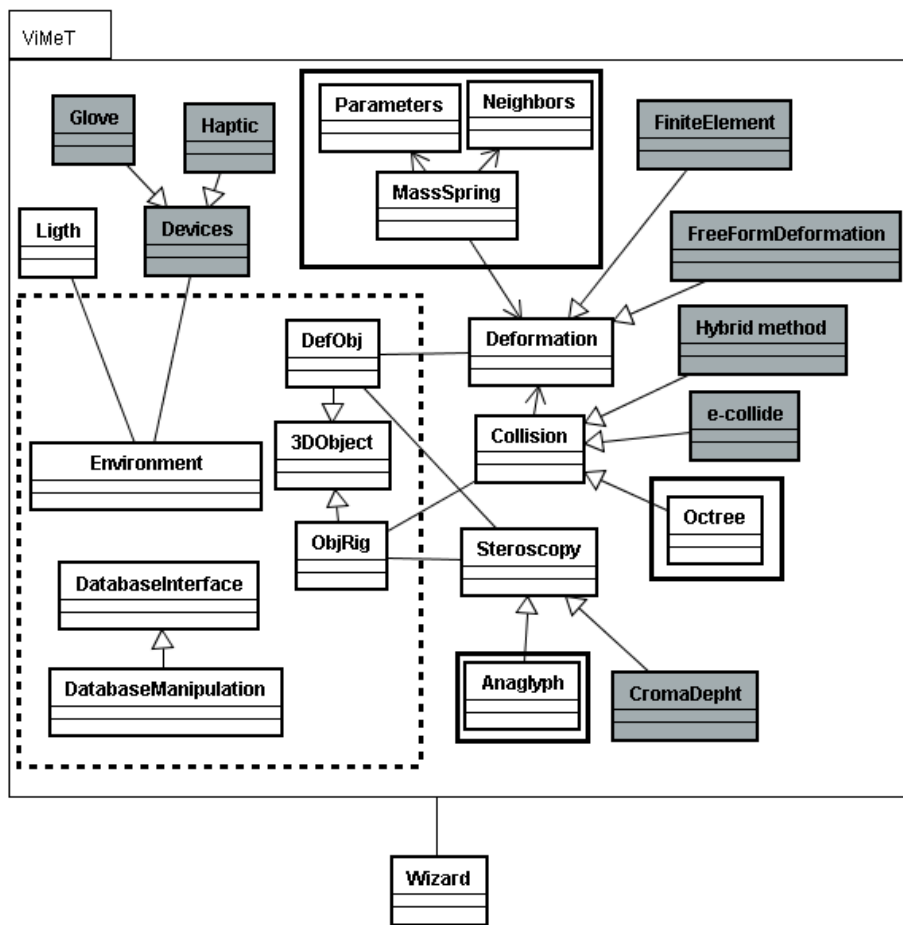 ViMeT
Parameters
Neighbors
Glove
Haptic
FiniteElement
MassSpring
Ligth
Devices
FreeFormDeformation
DefObj
Deformation
Hybrid method
e-collide
3DObject
Collision
Environment
Octree
ObjRig
Steroscopy
DatabaseInterface
DatabaseManipulation
Anaglyph
CromaDepht
Wizard